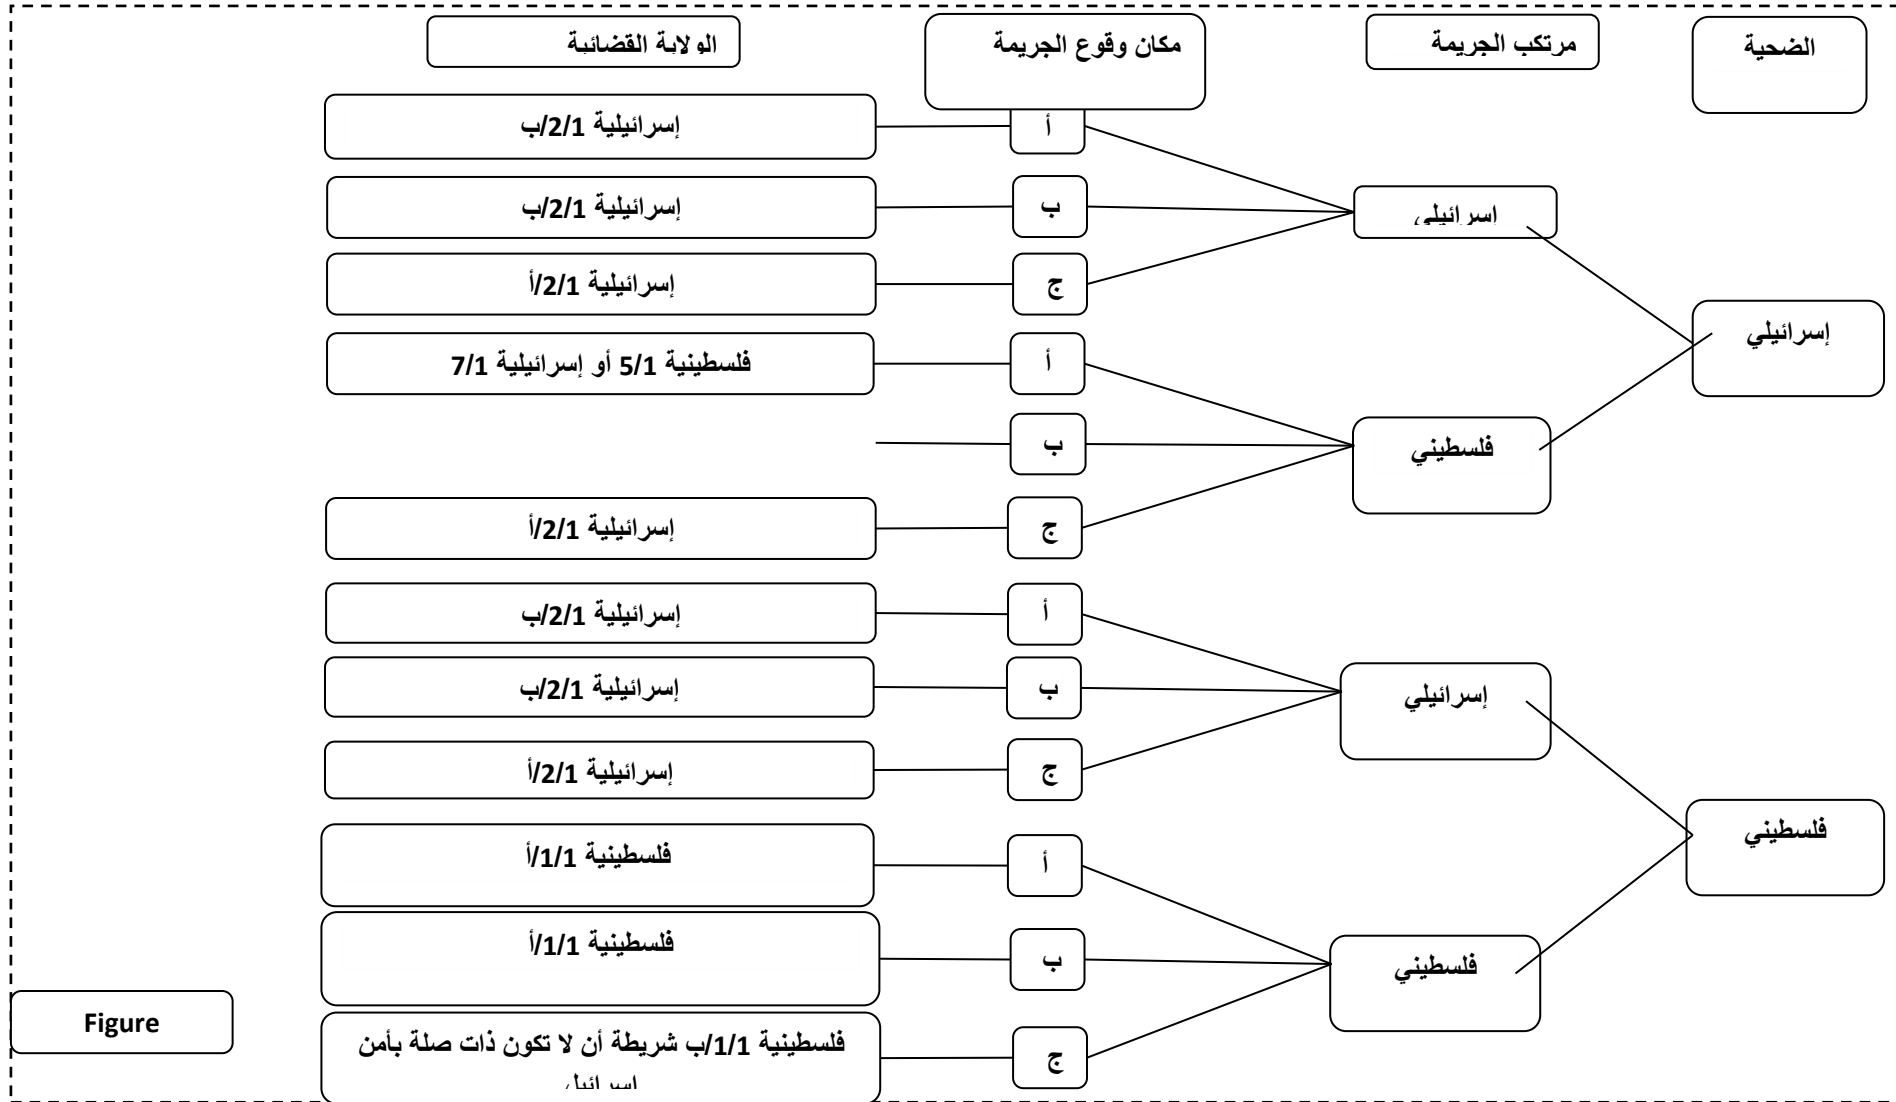 الضحية
مرتكب الجريمة
مكان وقوع الجريمة
الولاية القضائية
إسرائيلي
إسرائيلي
أ
إسرائيلية 2/1/ب
ب
إسرائيلية 2/1/ب
ج
إسرائيلية 2/1/أ
فلسطيني
أ
فلسطينية 5/1 أو إسرائيلية 7/1
ب
ج
إسرائيلية 2/1/أ
فلسطيني
إسرائيلي
أ
إسرائيلية 2/1/ب
ب
إسرائيلية 2/1/ب
ج
إسرائيلية 2/1/أ
فلسطيني
أ
فلسطينية 1/1/أ
ب
فلسطينية 1/1/أ
ج
فلسطينية 1/1/ب شريطة أن لا تكون ذات صلة بأمن
إسرائيل
Figure